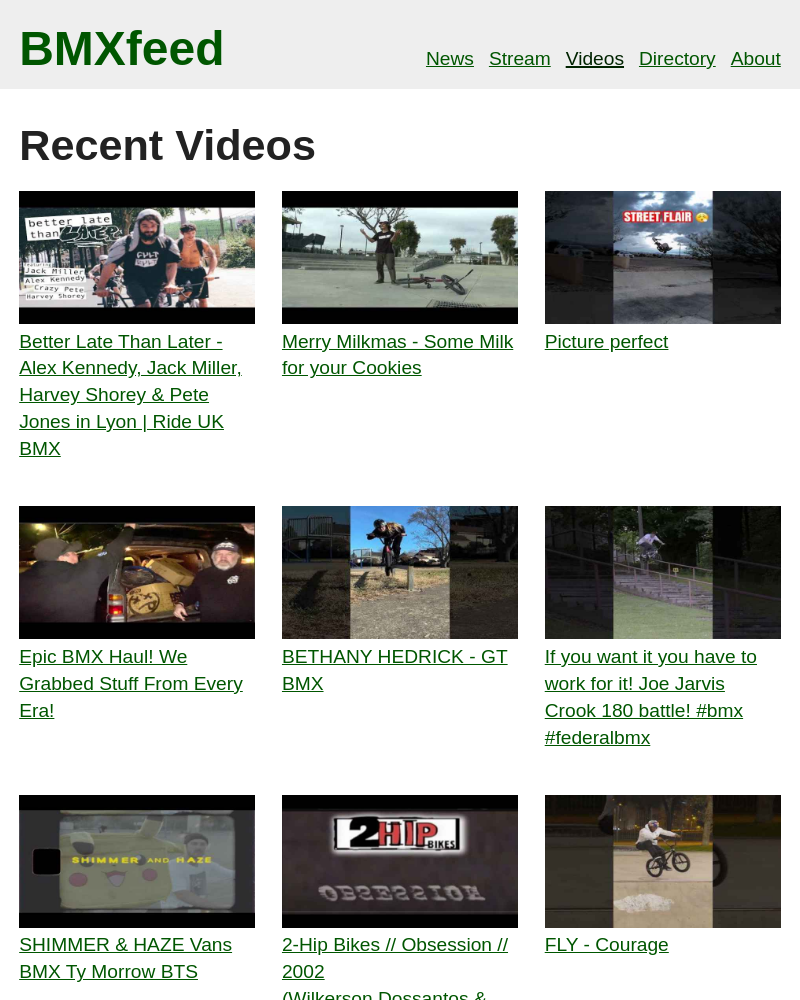 BMXfeed
News Stream Videos Directory About
Recent Videos
better late
than LATER
Featuring
Jack Miller
Alex Kennedy
Crazy Pete
Harvey Shorey
CULT
STREET FLAIR
Better Late Than Later -
Alex Kennedy, Jack Miller,
Harvey Shorey & Pete
Jones in Lyon | Ride UK
BMX
Merry Milkmas - Some Milk
for your Cookies
Picture perfect
Epic BMX Haul! We
Grabbed Stuff From Every
Era!
BETHANY HEDRICK - GT
BMX
If you want it you have to
work for it! Joe Jarvis
Crook 180 battle! #bmx
#federalbmx
SHIMMER AND HAZE
2HIP
BIKES
OBSESSION
SHIMMER & HAZE Vans
BMX Ty Morrow BTS
2-Hip Bikes // Obsession //
2002
(Wilkerson Dossantos &
FLY - Courage